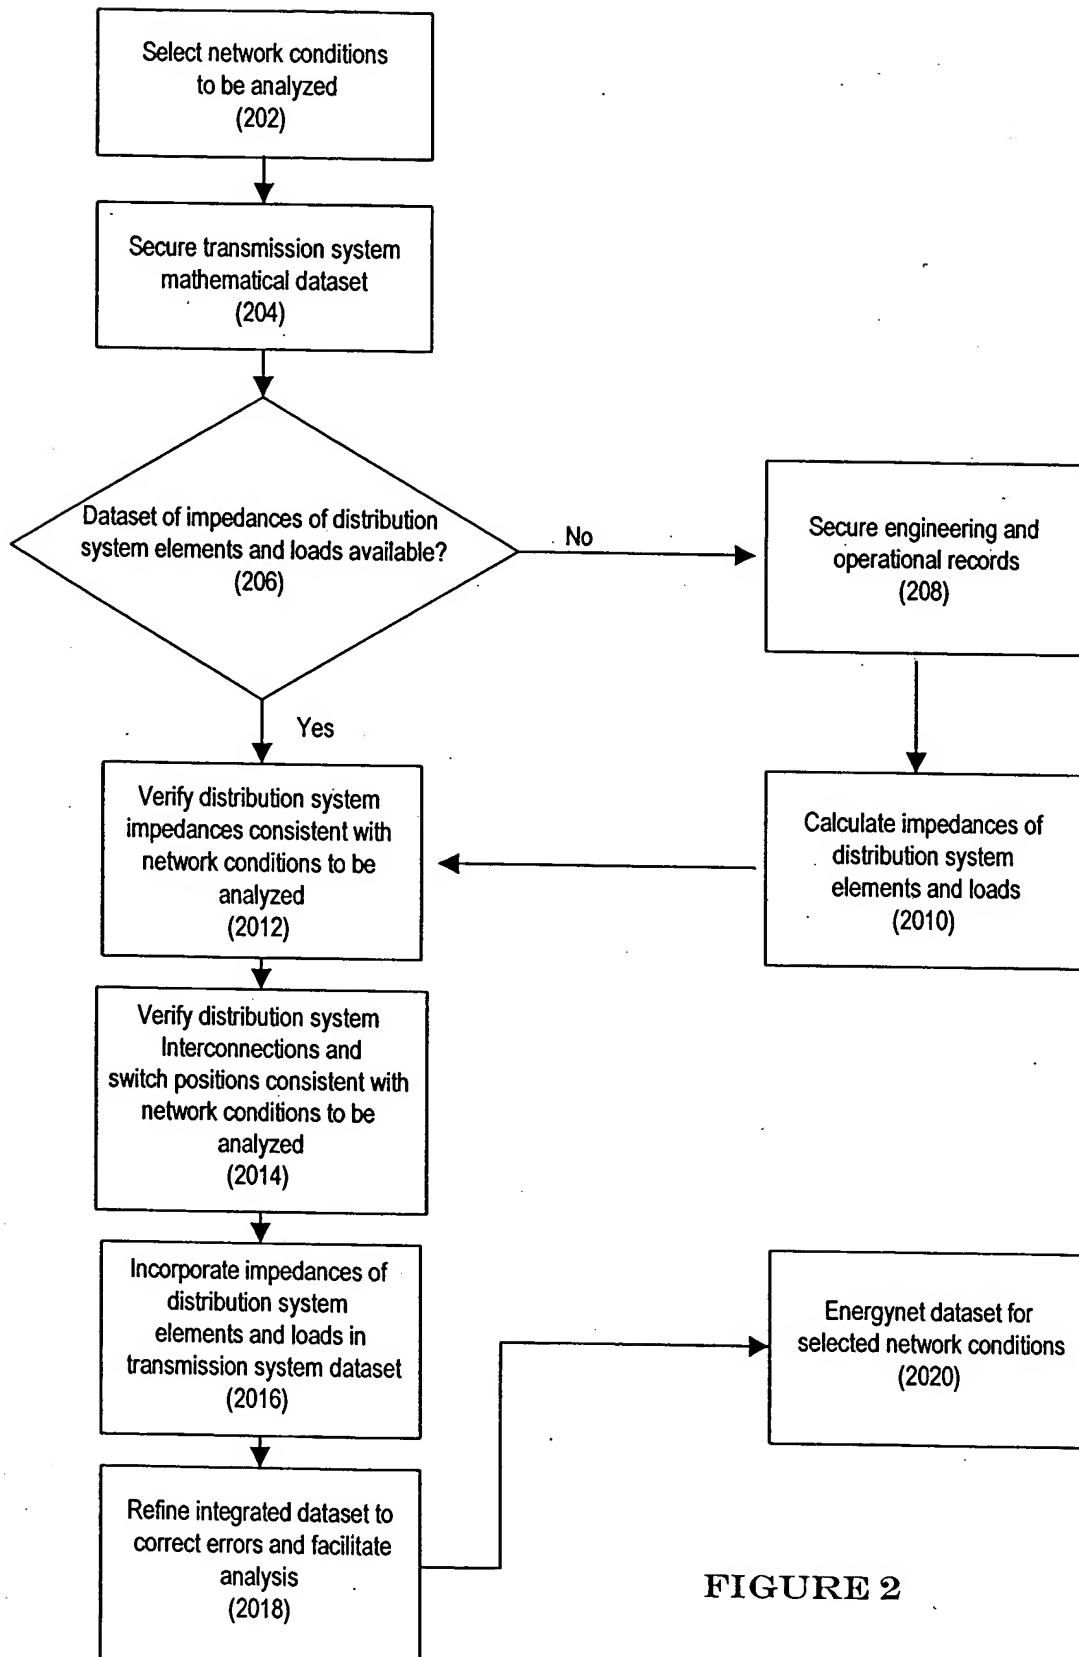 Select network conditions
to be analyzed
(202)
Secure transmission system
mathematical dataset
(204)
Dataset of impedances of distribution
system elements and loads available?
(206)
No
Secure engineering and
operational records
(208)
Yes
Verify distribution system
impedances consistent with
network conditions to be
analyzed
(2012)
Calculate impedances of
distribution system
elements and loads
(2010)
Verify distribution system
Interconnections and
switch positions consistent with
network conditions to be
analyzed
(2014)
Incorporate impedances of
distribution system
elements and loads in
transmission system dataset
(2016)
Energynet dataset for
selected network conditions
(2020)
Refine integrated dataset to
correct errors and facilitate
analysis
(2018)
FIGURE 2